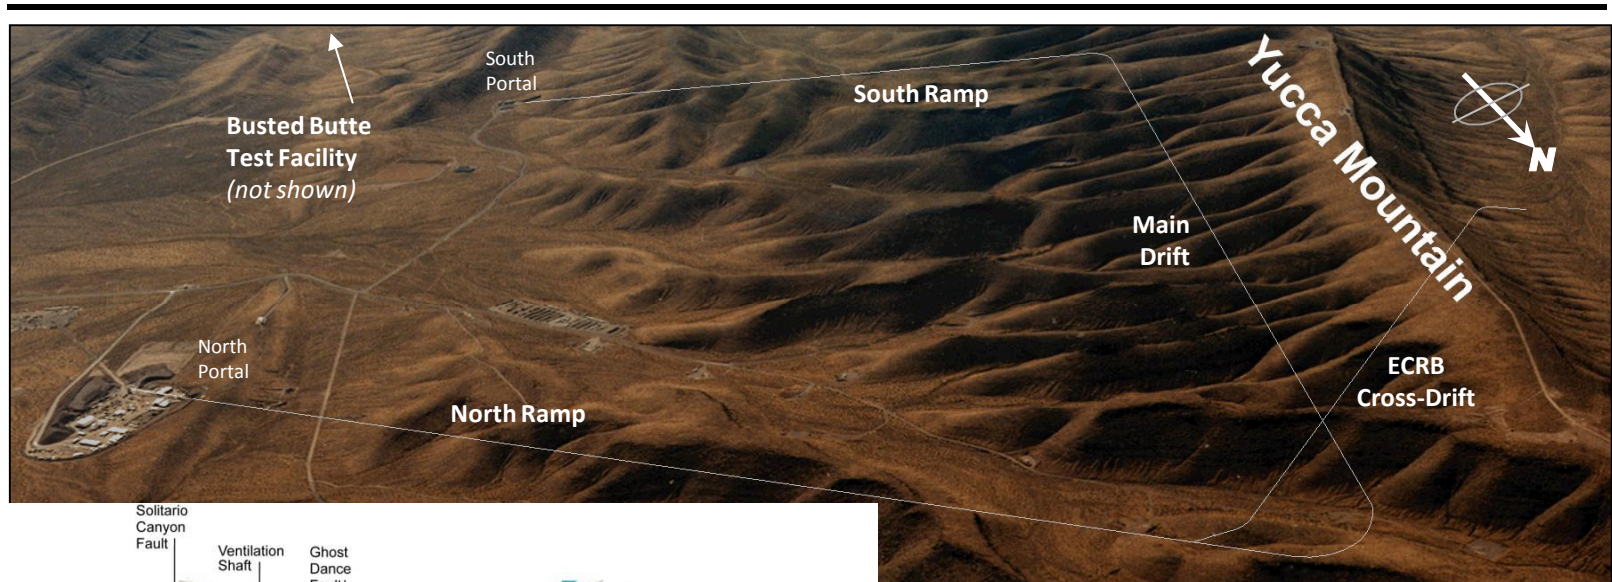 South
Portal
South Ramp
Busted Butte
Test Facility
(not shown)
Yucca Mountain
N
Main
Drift
North
Portal
North Ramp
ECRB
Cross-Drift
Solitario
Canyon
Fault
Ventilation
Shaft
Ghost
Dance